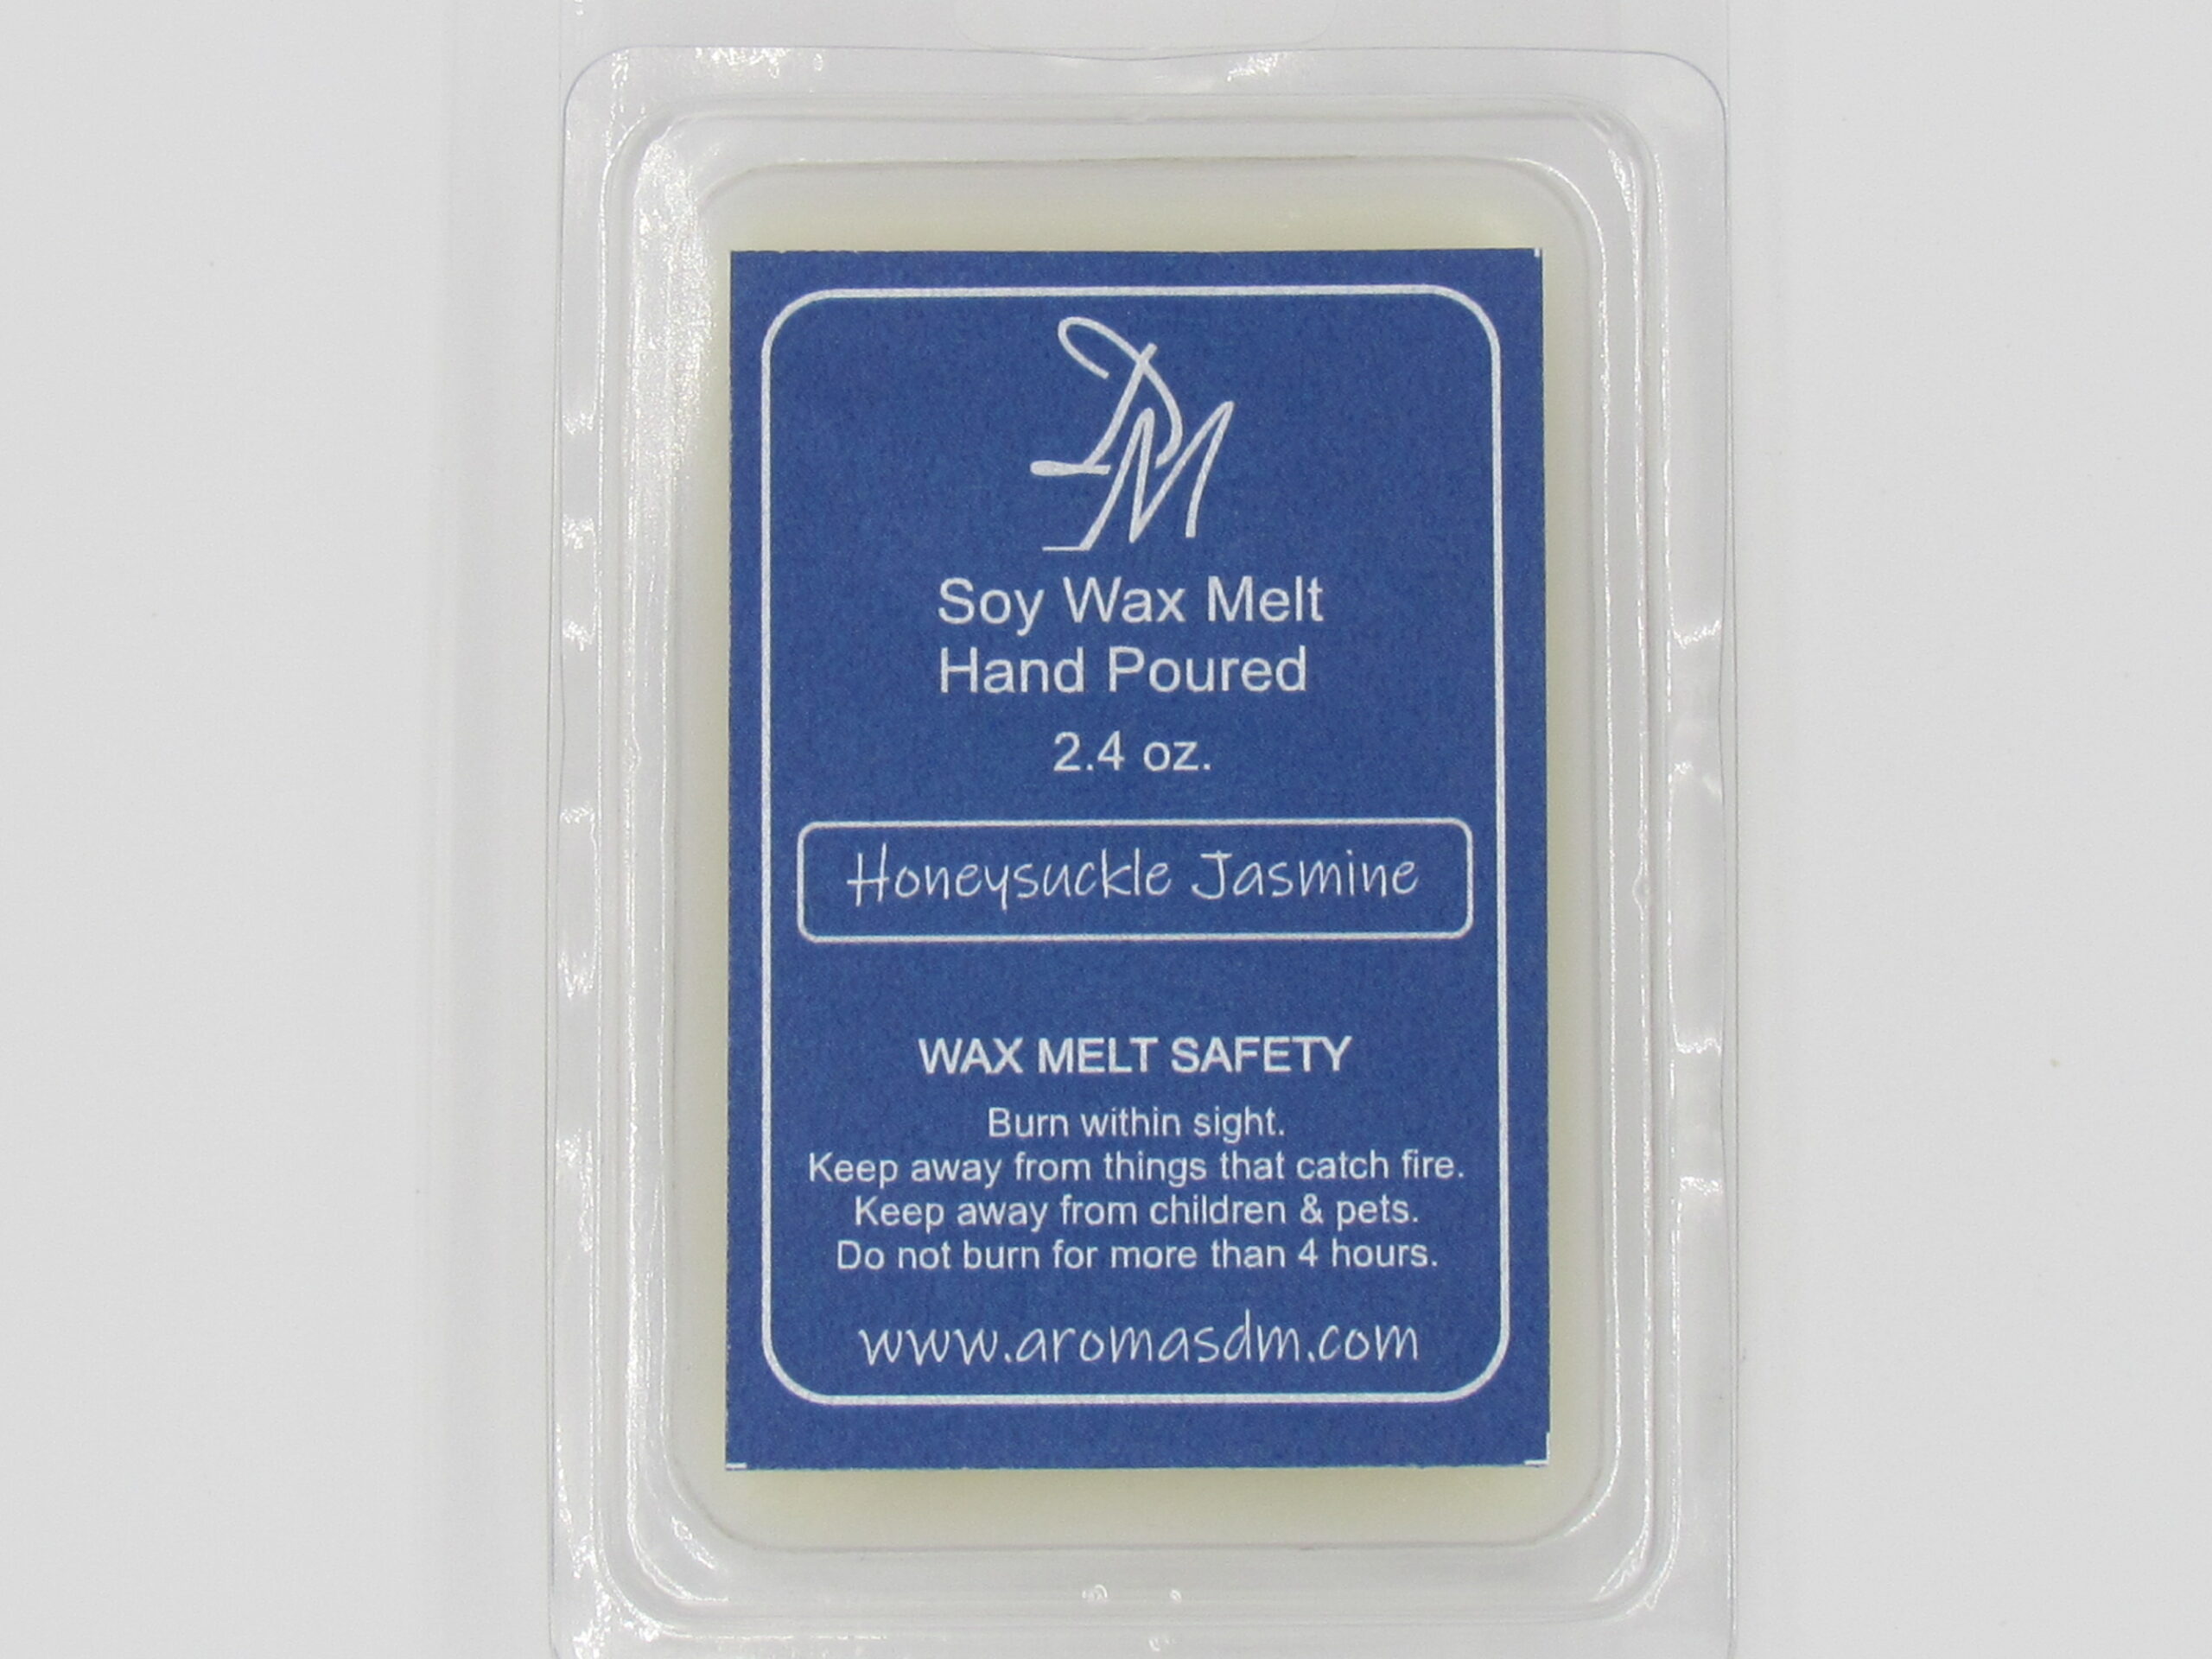 DM
Soy Wax Melt
Hand Poured
2.4 oz.
Honeysuckle Jasmine
WAX MELT SAFETY
Burn within sight.
Keep away from things that catch fire.
Keep away from children & pets.
Do not burn for more than 4 hours.
www.aromasdm.com